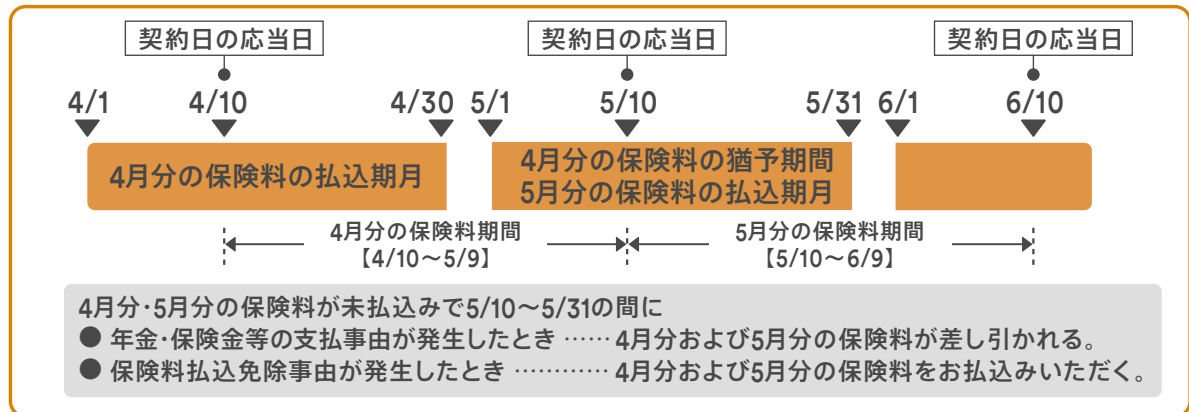 契約日の応当日 契約日の応当日 契約日の応当日
4/1 4/10 4/30 5/1 5/10 5/31 6/1 6/10
4月分の保険料の払込期月
4月分の保険料の猶予期間
5月分の保険料の払込期月
4月分の保険料期間
【4/10〜5/9】
5月分の保険料期間
【5/10〜6/9】
4月分・5月分の保険料が未払込みで5/10〜5/31の間に
● 年金・保険金等の支払事由が発生したとき …… 4月分および5月分の保険料が差し引かれる。
● 保険料払込免除事由が発生したとき ………… 4月分および5月分の保険料をお払込みいただく。